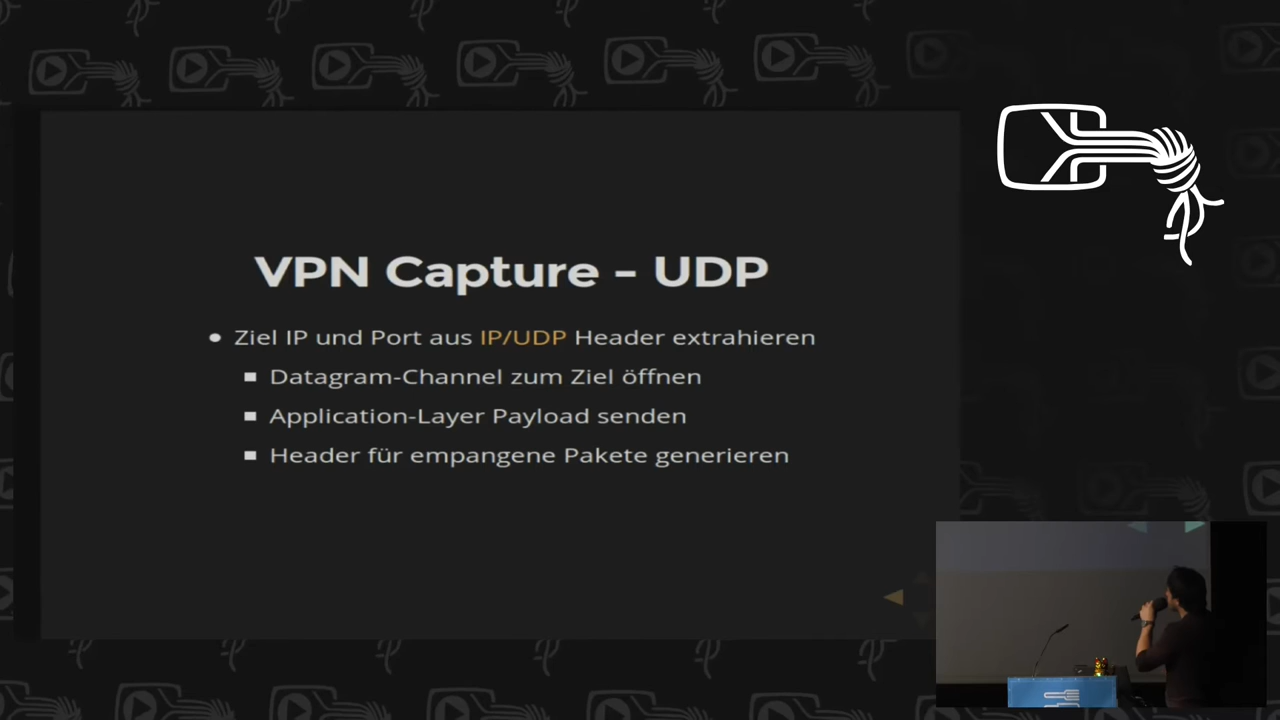 VPN Capture - UDP
Ziel IP und Port aus IP/UDP Header extrahieren
Datagram-Channel zum Ziel öffnen
Application-Layer Payload senden
Header für empangene Pakete generieren